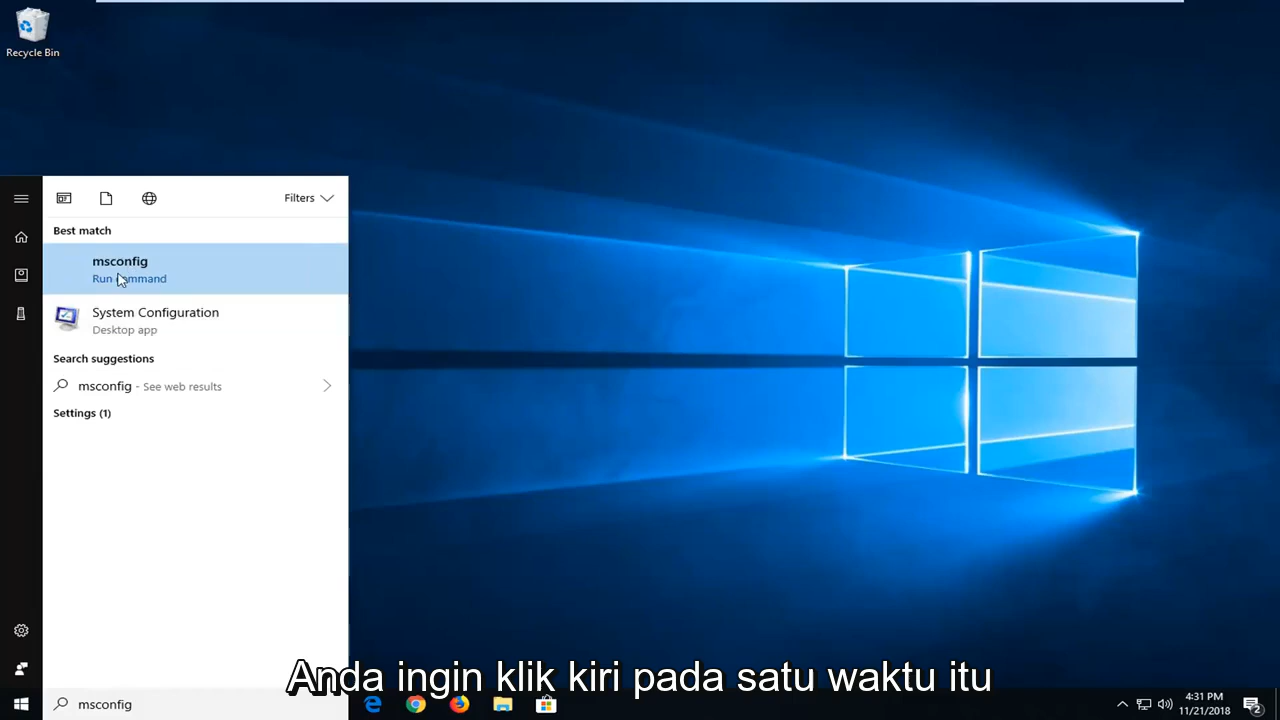 Recycle Bin
Filters
Best match
msconfig
Run command
System Configuration
Desktop app
Search suggestions
msconfig - See web results
Settings (1)
Anda ingin klik kiri pada satu waktu itu
msconfig
4:31 PM
11/21/2018
2